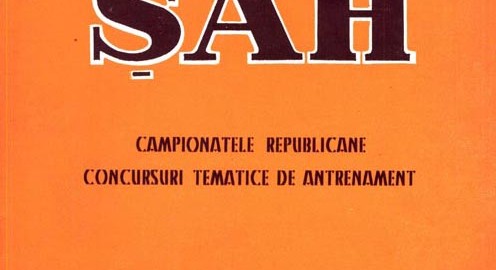 ȘAH
CAMPIONATELE REPUBLICANE
CONCURSURI TEMATICE DE ANTRENAMENT